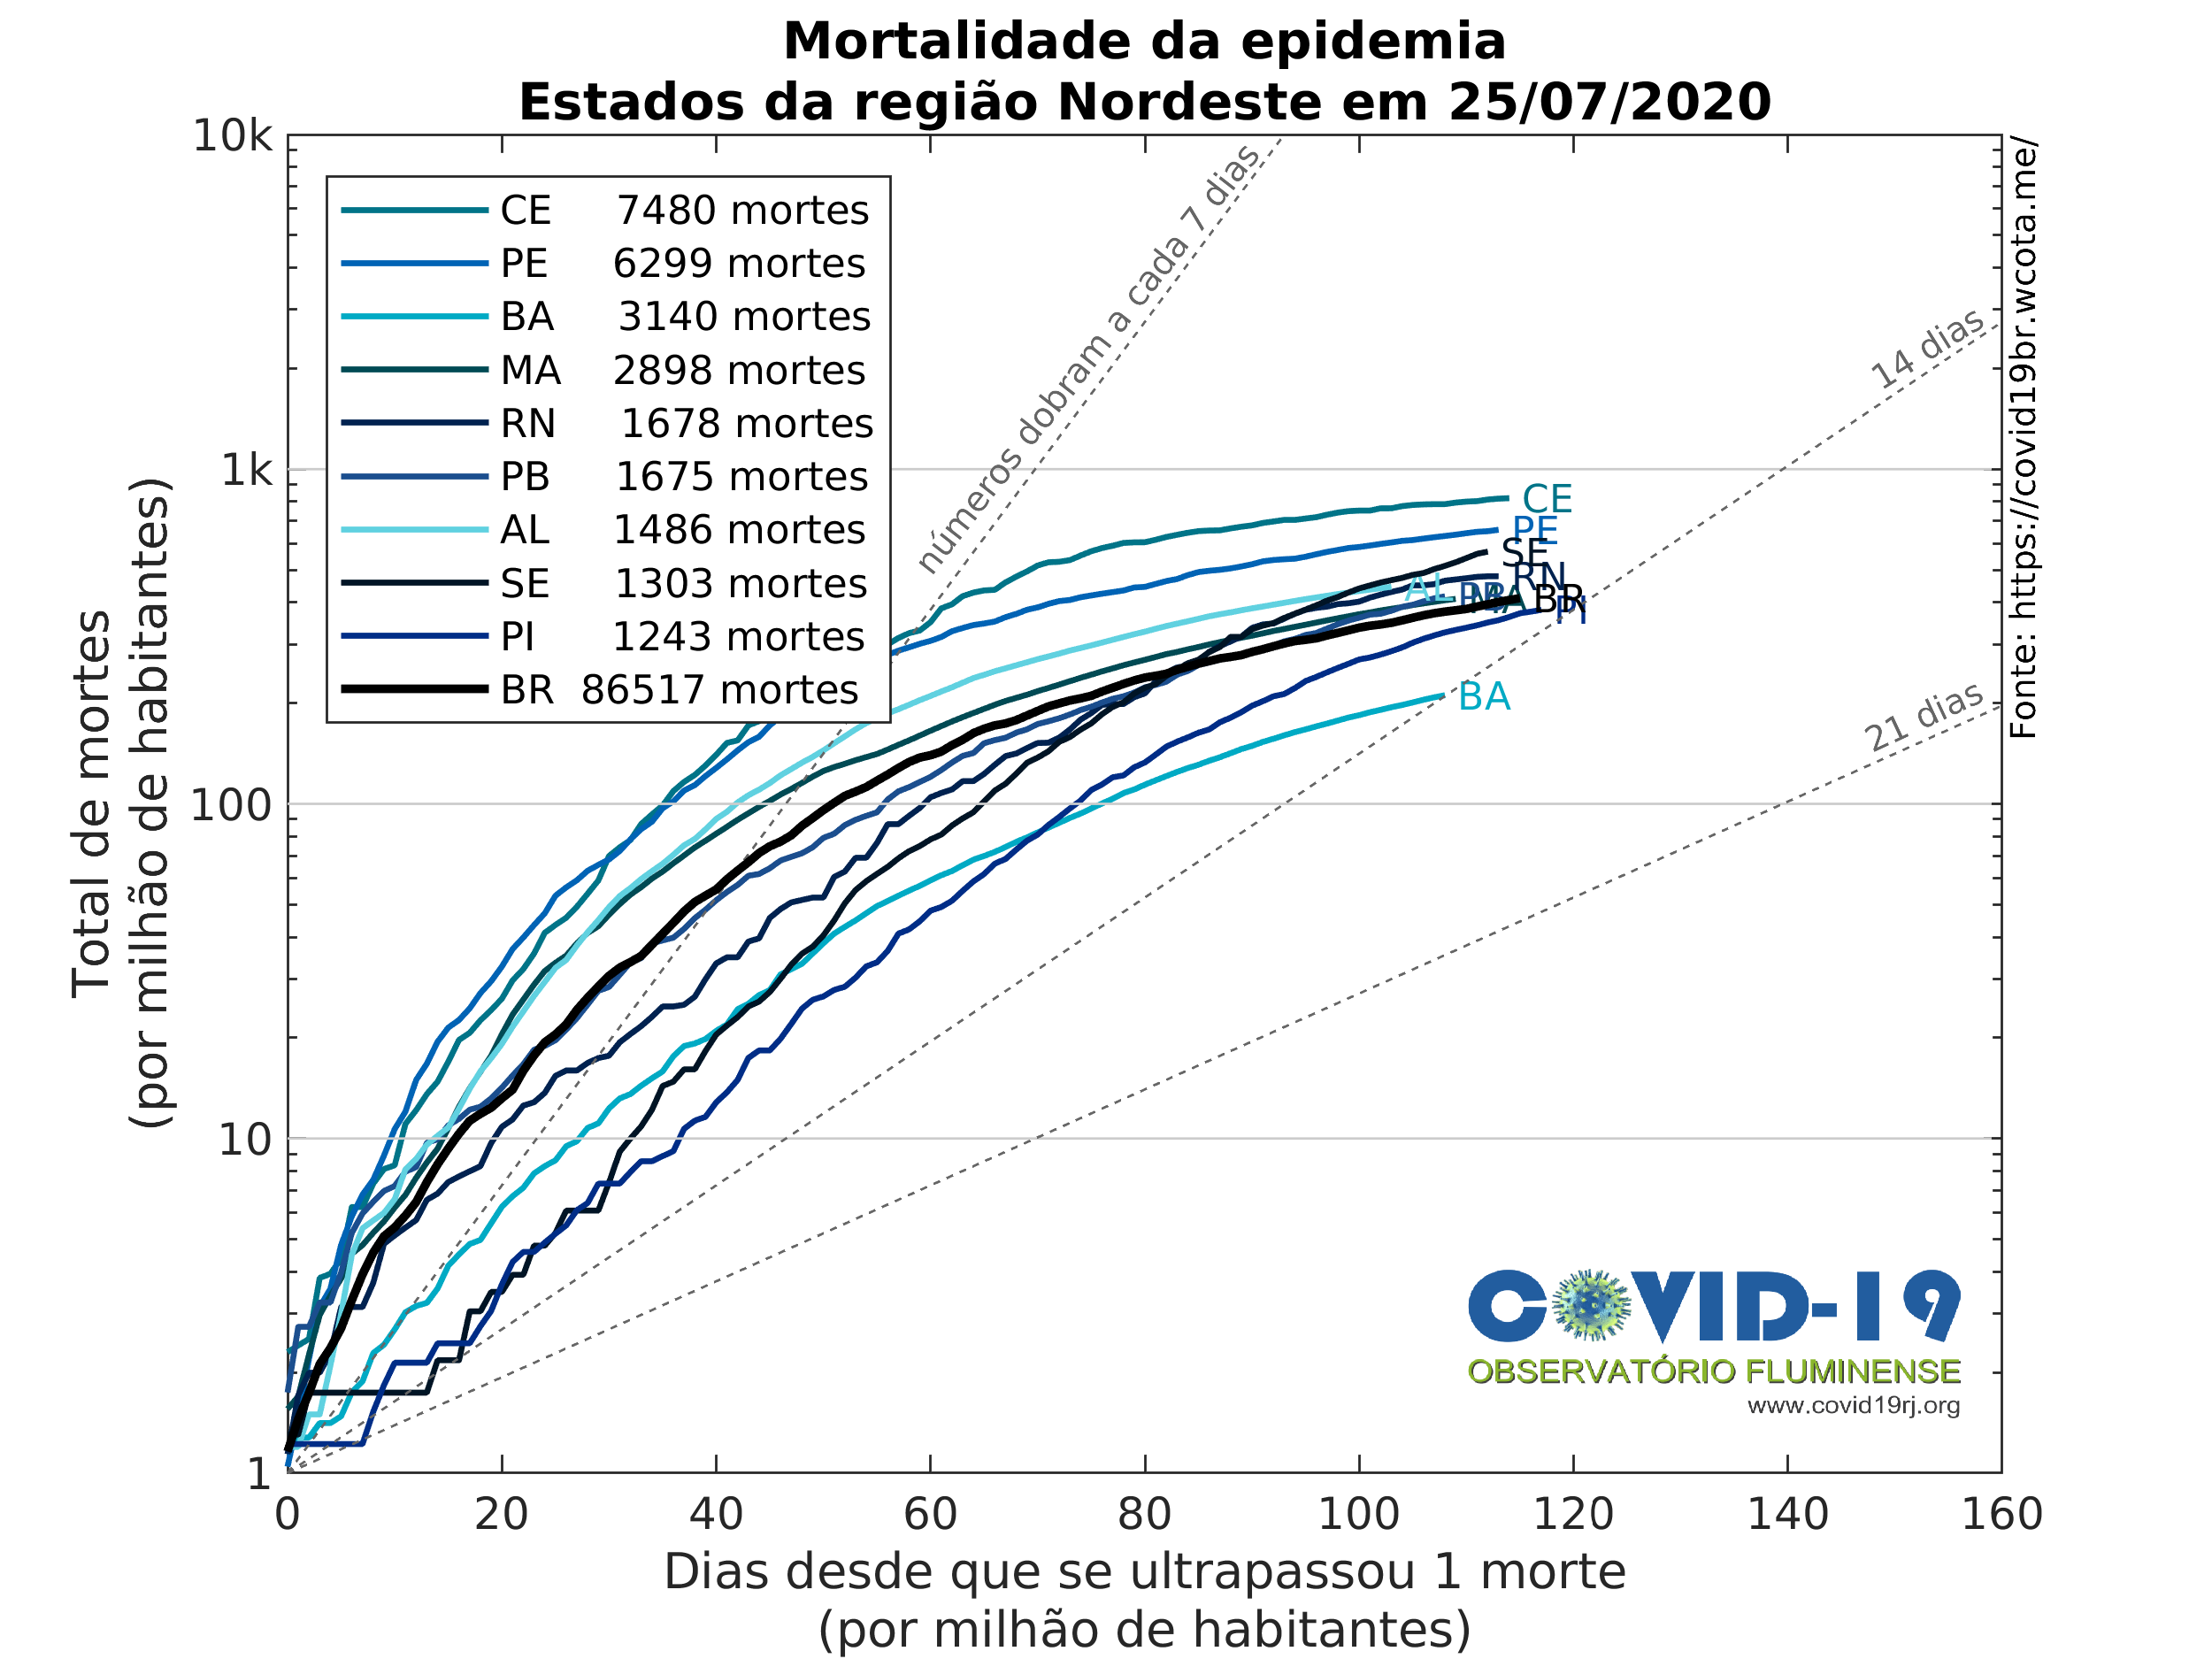 Mortalidade da epidemia
Estados da região Nordeste em 25/07/2020
Total de mortes
(por milhão de habitantes)
10k
1k
100
10
1
CE 7480 mortes
PE 6299 mortes
BA 3140 mortes
MA 2898 mortes
RN 1678 mortes
PB 1675 mortes
AL 1486 mortes
SE 1303 mortes
PI 1243 mortes
BR 86517 mortes
números dobram a cada 7 dias
14 dias
21 dias
CE
PE
SE
RN
AL
PB
MA
BR
PI
BA
Fonte: https://covid19br.wcota.me/
COVID-19
OBSERVATÓRIO FLUMINENSE
www.covid19rj.org
0 20 40 60 80 100 120 140 160
Dias desde que se ultrapassou 1 morte
(por milhão de habitantes)